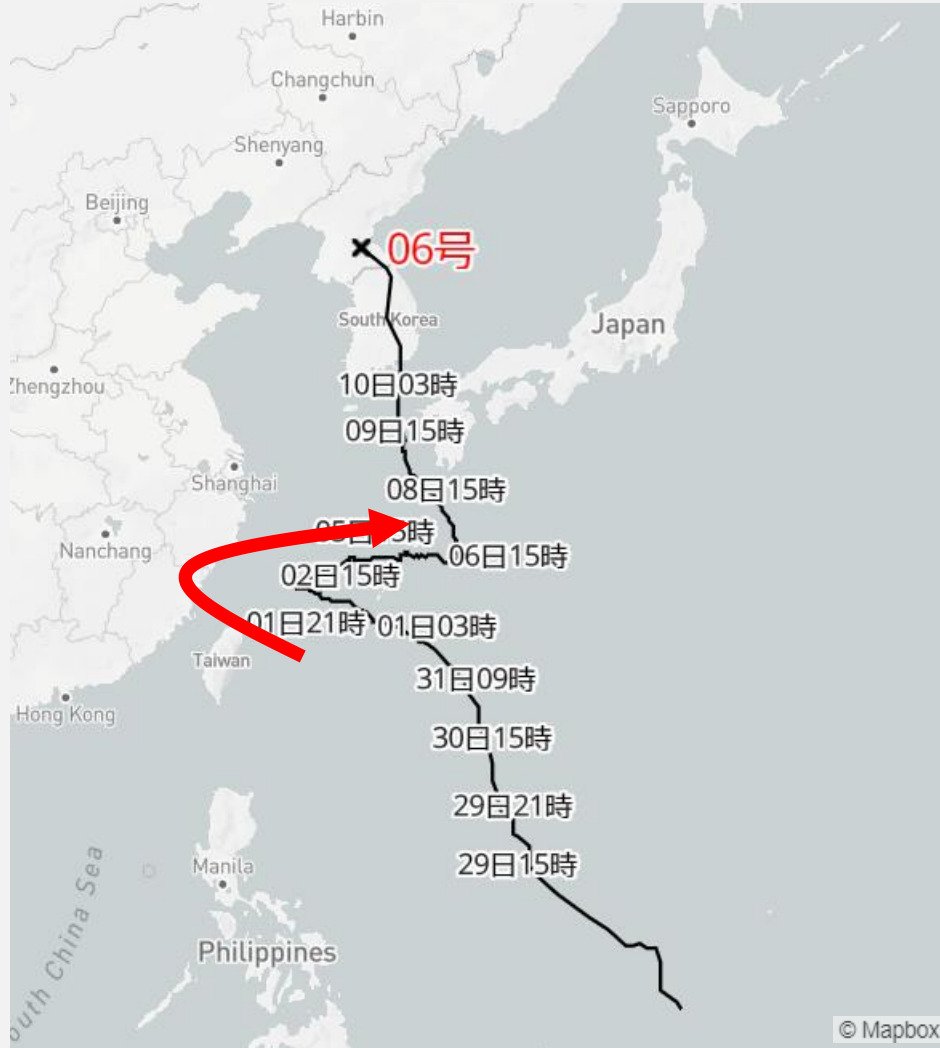 Harbin
Changchun
Sapporo
Shenyang
Beijing
06号
South Korea
Japan
10日03時
Zhengzhou
09日15時
Shanghai
08日15時
Nanchang
06日15時
02日15時
01日21時
01日03時
Taiwan
31日09時
Hong Kong
30日15時
29日21時
29日15時
Manila
South China Sea
Philippines
© Mapbox